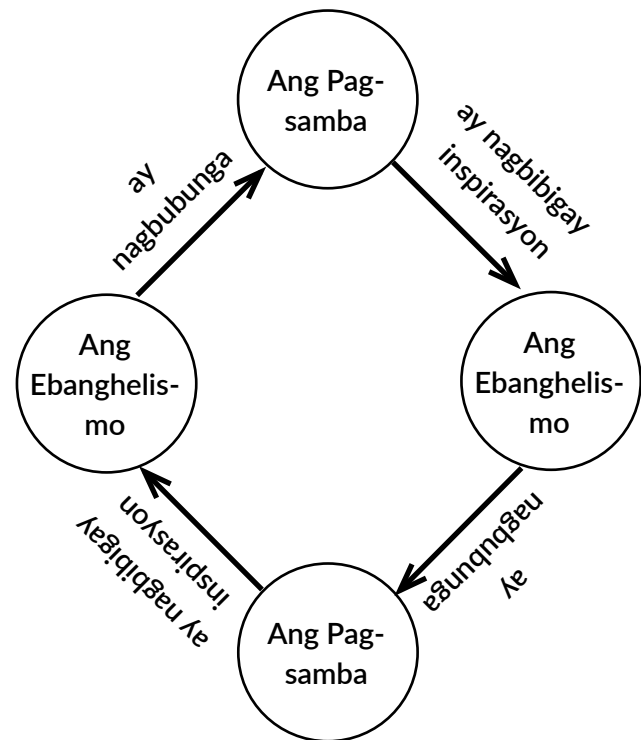 Ang Pag-
samba
ay nagbibigay
inspirasyon
Ang
Ebanghelis-
mo
ay
nagbubunga
Ang Pag-
samba
ay nagbibigay
inspirasyon
Ang
Ebanghelis-
mo
ay
nagbubunga